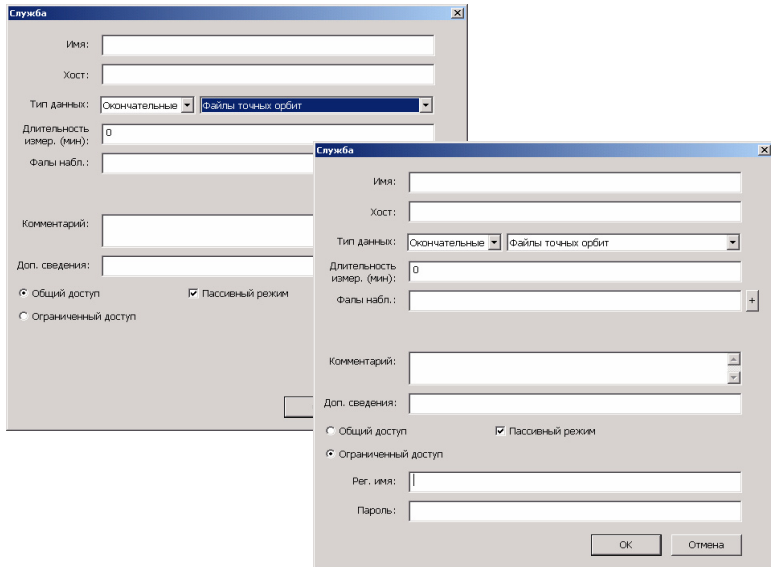 Служба
Имя:
Хост:
Тип данных: Окончательные Файлы точных орбит
Длительность
измер. (мин): 0
Фалы набл.:
Комментарий:
Доп. сведения:
Общий доступ Пассивный режим
Ограниченный доступ
Служба
Имя:
Хост:
Тип данных: Окончательные Файлы точных орбит
Длительность
измер. (мин): 0
Фалы набл.: +
Комментарий:
Доп. сведения:
Общий доступ Пассивный режим
Ограниченный доступ
Рег. имя:
Пароль:
OK Отмена